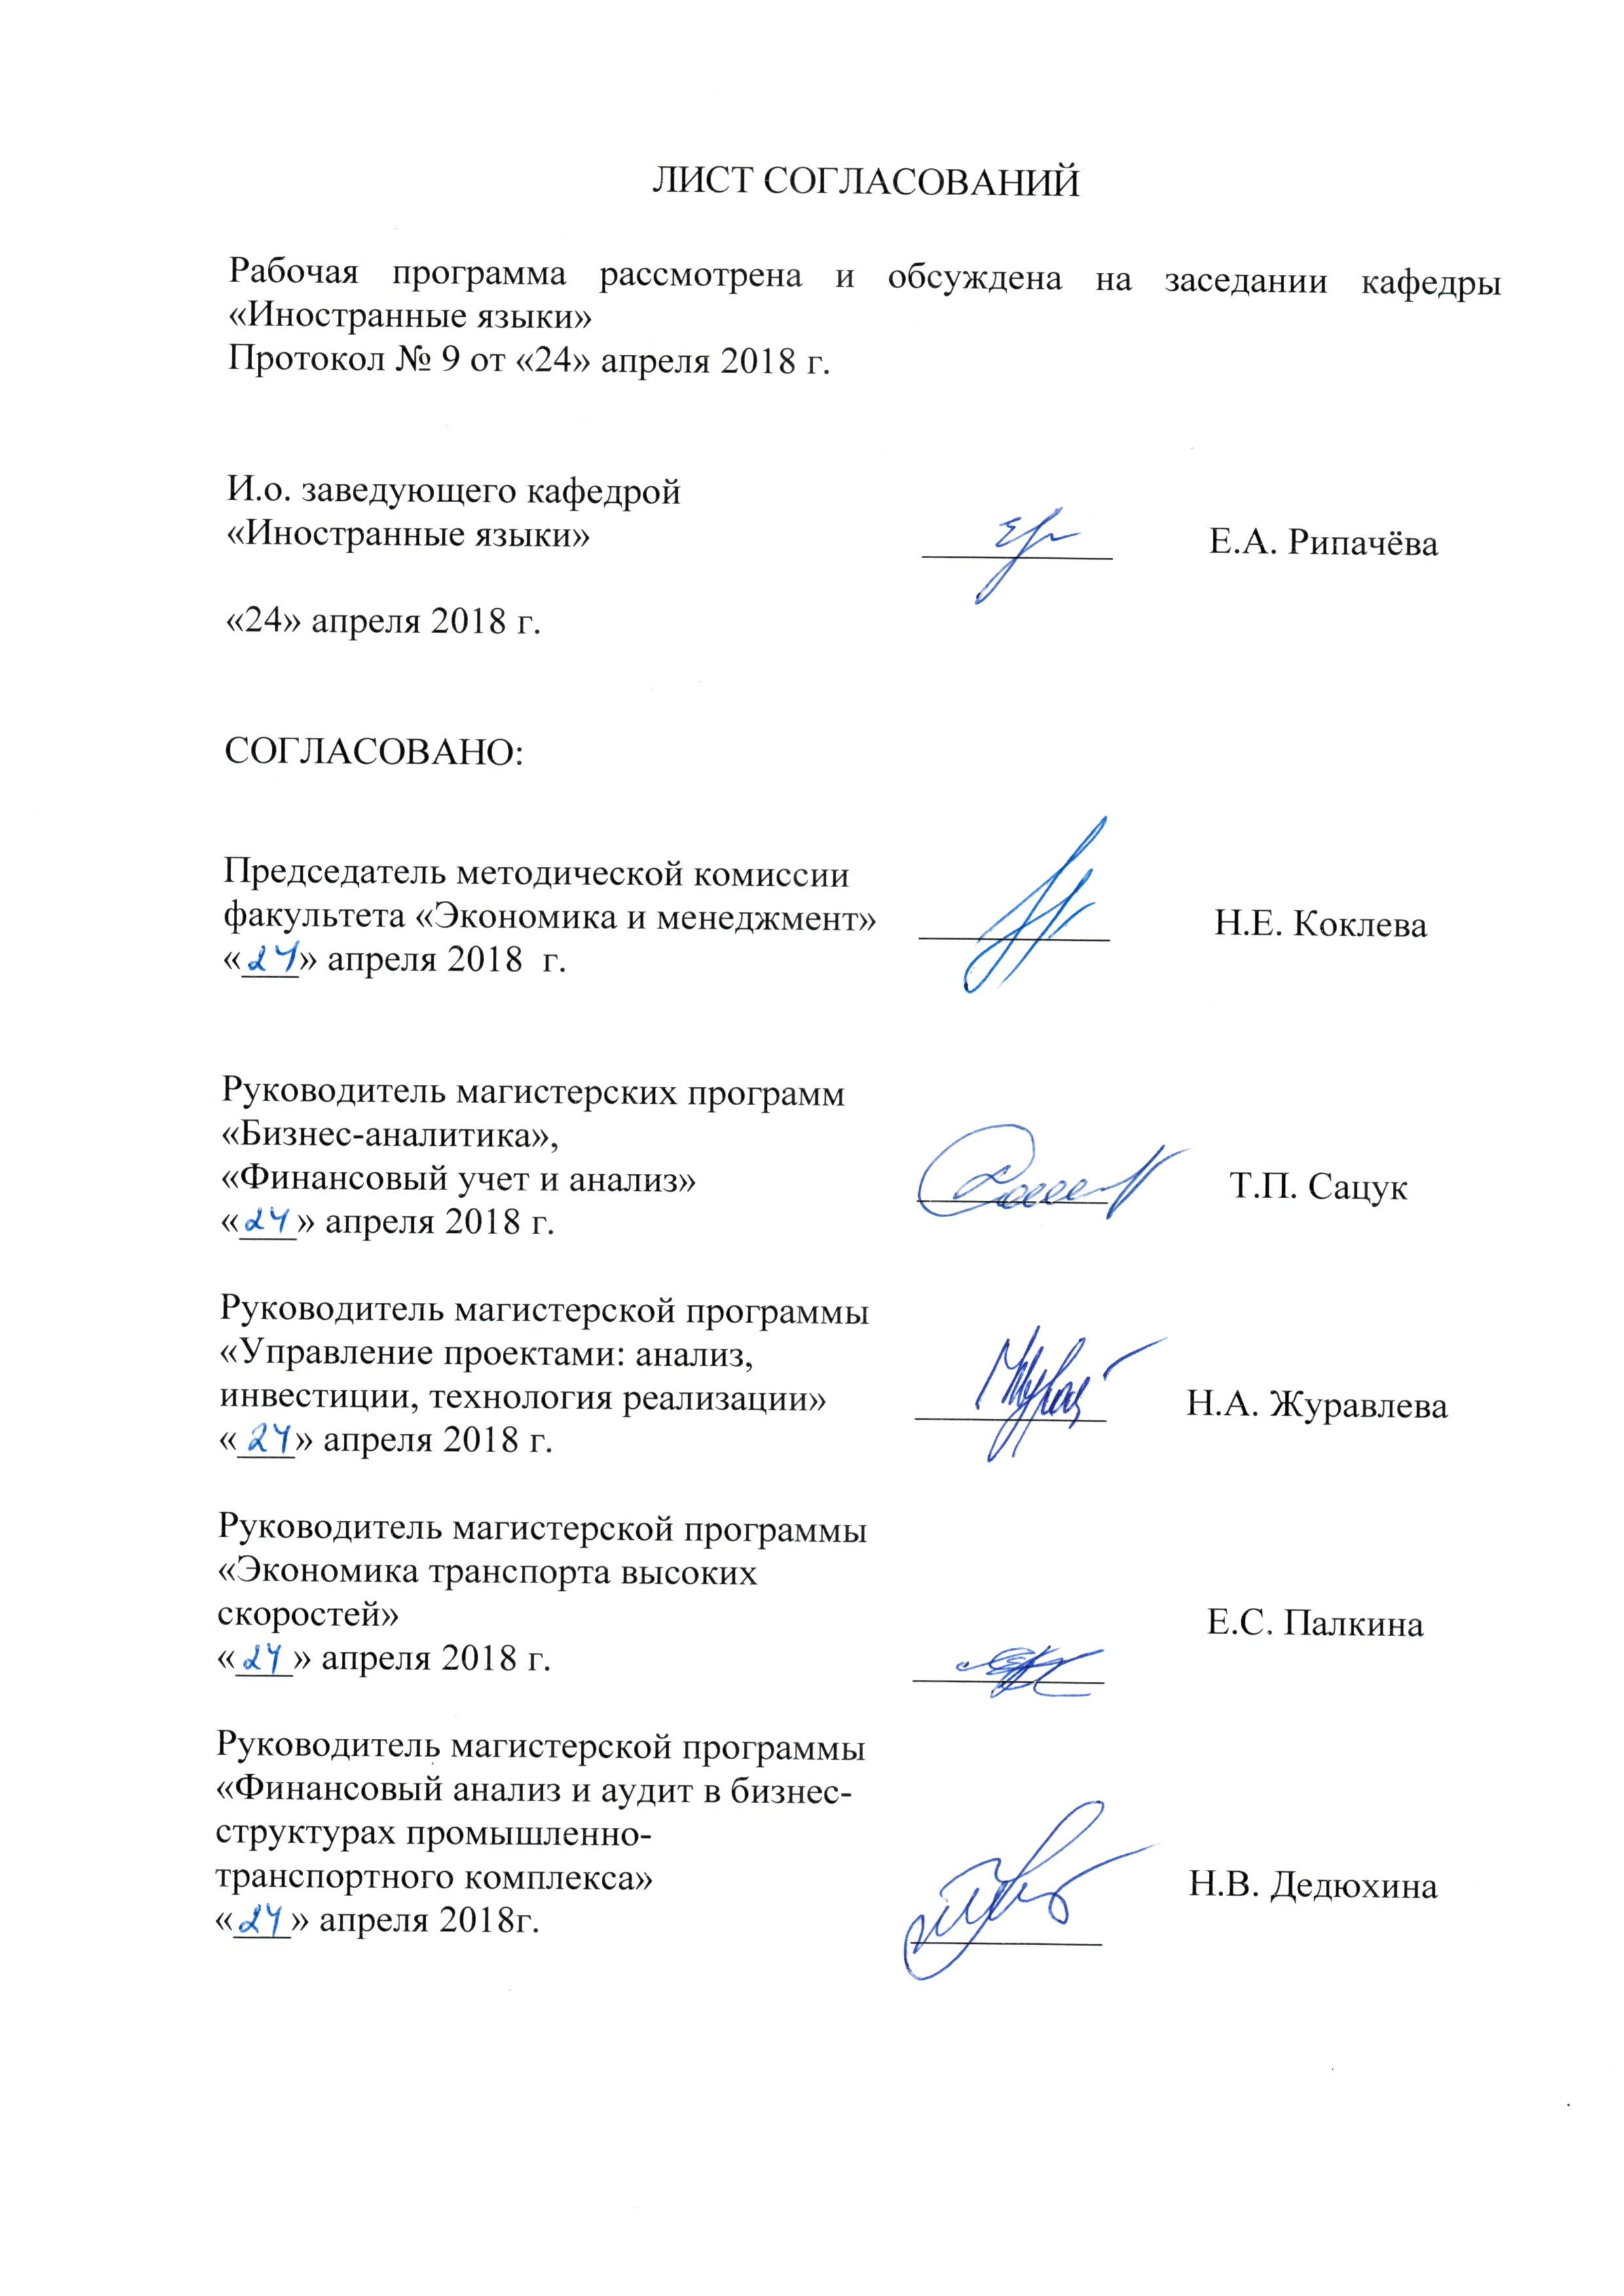 ЛИСТ СОГЛАСОВАНИЙ
Рабочая программа рассмотрена и обсуждена на заседании кафедры
«Иностранные языки»
Протокол № 9 от «24» апреля 2018 г.
И.о. заведующего кафедрой
«Иностранные языки» Е.А. Рипачёва
«24» апреля 2018 г.
СОГЛАСОВАНО:
Председатель методической комиссии
факультета «Экономика и менеджмент» Н.Е. Коклева
«24» апреля 2018 г.
Руководитель магистерских программ
«Бизнес-аналитика»,
«Финансовый учет и анализ» Т.П. Сацук
«24» апреля 2018 г.
Руководитель магистерской программы
«Управление проектами: анализ,
инвестиции, технология реализации» Н.А. Журавлева
«24» апреля 2018 г.
Руководитель магистерской программы
«Экономика транспорта высоких
скоростей» Е.С. Палкина
«24» апреля 2018 г.
Руководитель магистерской программы
«Финансовый анализ и аудит в бизнес-
структурах промышленно-
транспортного комплекса» Н.В. Дедюхина
«24» апреля 2018г.